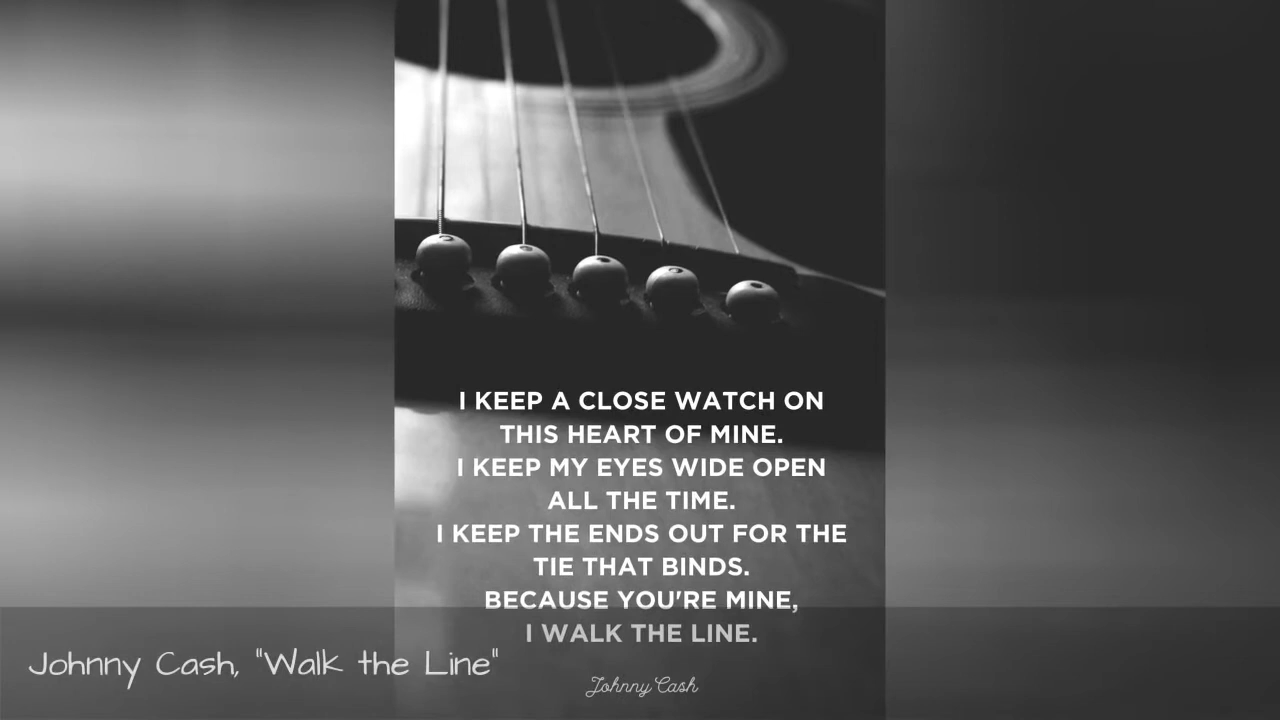 I KEEP A CLOSE WATCH ON
THIS HEART OF MINE.
I KEEP MY EYES WIDE OPEN
ALL THE TIME.
I KEEP THE ENDS OUT FOR THE
TIE THAT BINDS.
BECAUSE YOU'RE MINE,
I WALK THE LINE.
Johnny Cash, "Walk the Line"
Johnny Cash